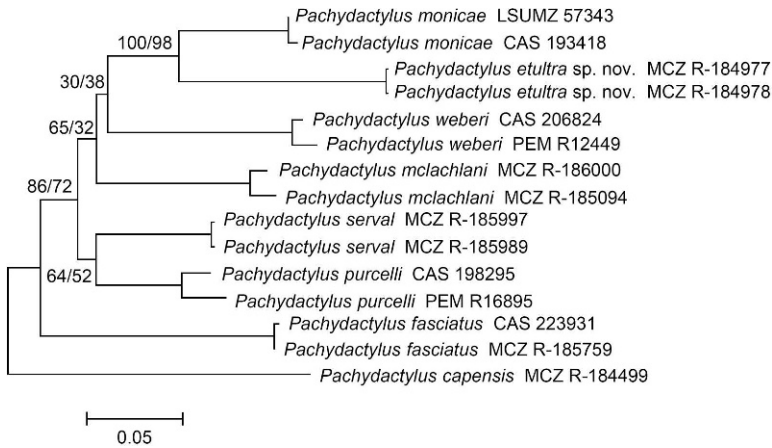 Pachydactylus monicae LSUMZ 57343
100/98
Pachydactylus monicae CAS 193418
Pachydactylus etultra sp. nov. MCZ R-184977
30/38
Pachydactylus etultra sp. nov. MCZ R-184978
Pachydactylus weberi CAS 206824
65/32
Pachydactylus weberi PEM R12449
Pachydactylus mclachlani MCZ R-186000
86/72
Pachydactylus mclachlani MCZ R-185094
Pachydactylus serval MCZ R-185997
Pachydactylus serval MCZ R-185989
64/52
Pachydactylus purcelli CAS 198295
Pachydactylus purcelli PEM R16895
Pachydactylus fasciatus CAS 223931
Pachydactylus fasciatus MCZ R-185759
Pachydactylus capensis MCZ R-184499
0.05